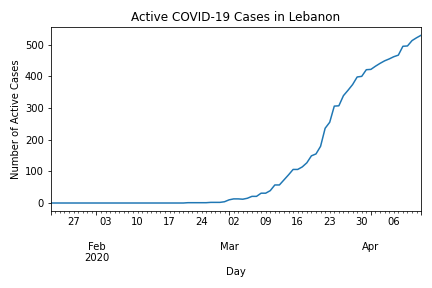 Active COVID-19 Cases in Lebanon
Number of Active Cases
500
400
300
200
100
0
27 03 10 17 24 02 09 16 23 30 06
Feb Mar Apr
2020
Day